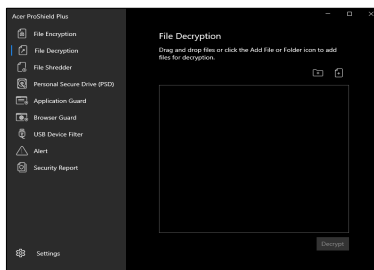 Acer ProShield Plus
File Encryption
File Decryption
File Shredder
Personal Secure Drive (PSD)
Application Guard
Browser Guard
USB Device Filter
Alert
Security Report
Settings
File Decryption
Drag and drop files or click the Add File or Folder icon to add
files for decryption.
Decrypt